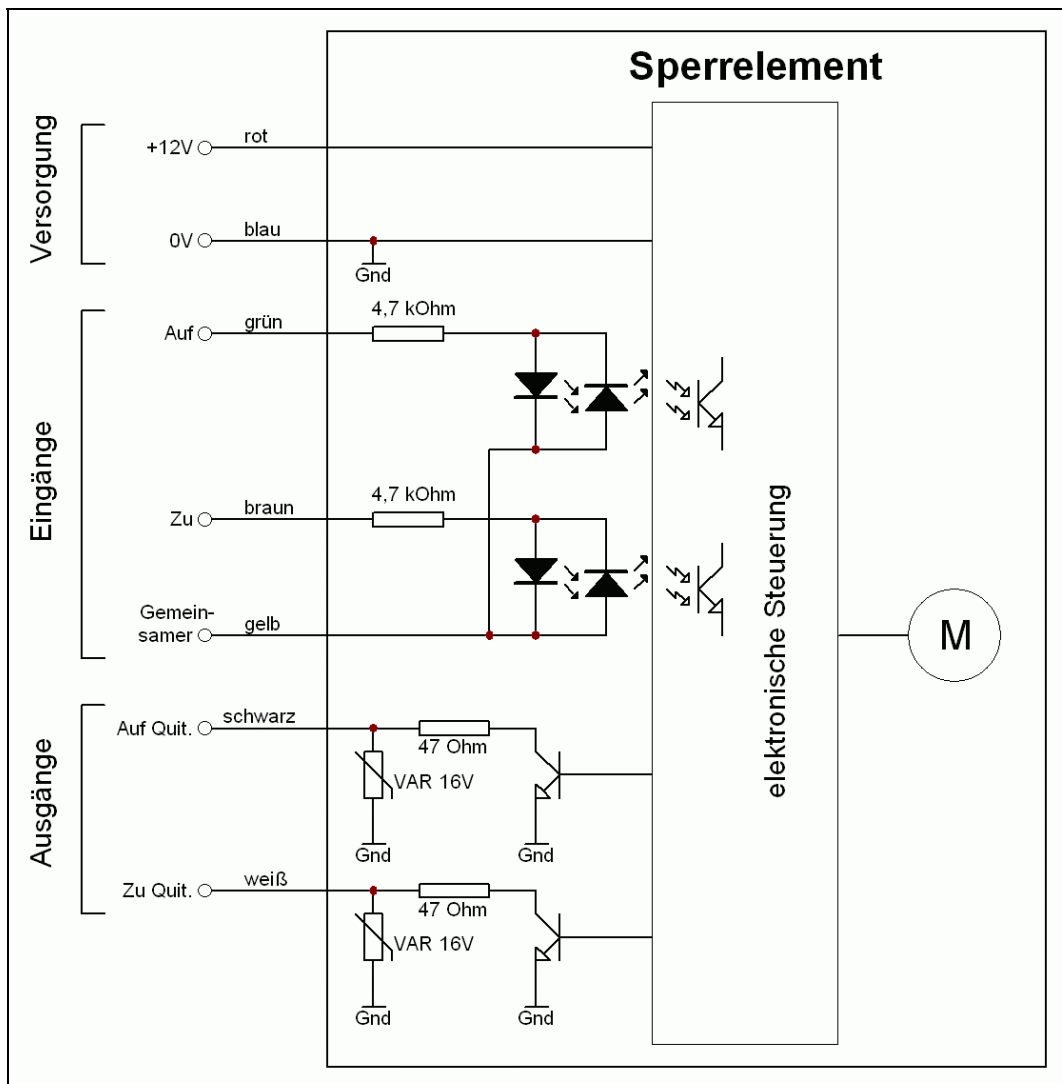 Sperrelement
Versorgung
+12V
rot
0V
blau
Gnd
Eingänge
Auf
grün
4,7 kOhm
Zu
braun
4,7 kOhm
Gemein-
samer
gelb
elektronische Steuerung
M
Ausgänge
Auf Quit.
schwarz
47 Ohm
VAR 16V
Gnd
Gnd
Zu Quit.
weiß
47 Ohm
VAR 16V
Gnd
Gnd